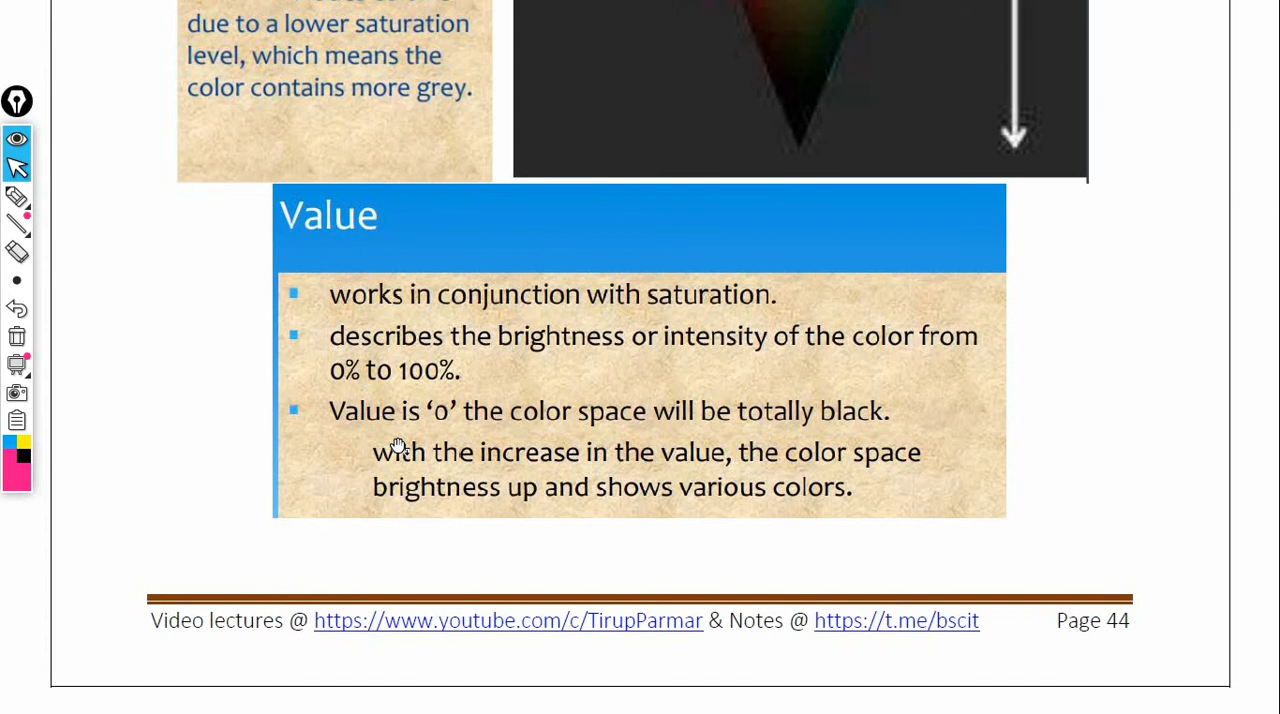 due to a lower saturation
level, which means the
color contains more grey.
Value
works in conjunction with saturation.
describes the brightness or intensity of the color from
0% to 100%.
Value is ‘0’ the color space will be totally black.
with the increase in the value, the color space
brightness up and shows various colors.
Video lectures @ https://www.youtube.com/c/TirupParmar & Notes @ https://t.me/bscit Page 44